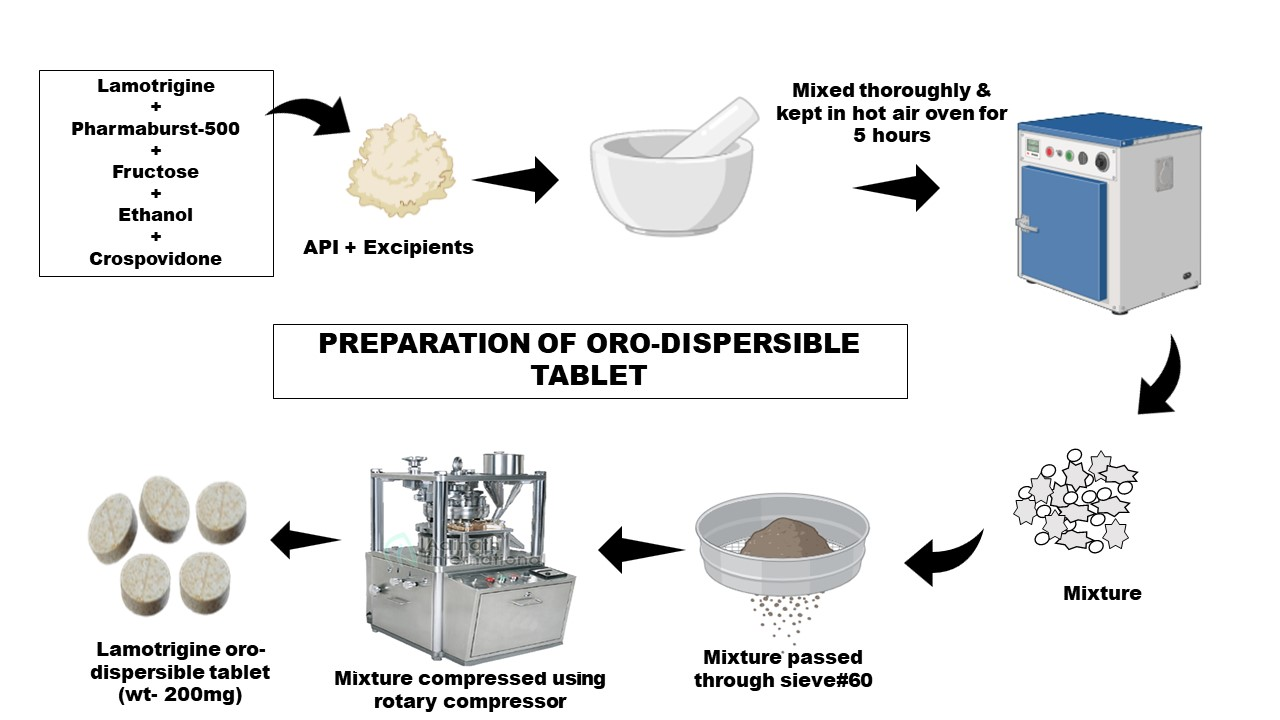 Lamotrigine
+
Pharmaburst-500
+
Fructose
+
Ethanol
+
Crospovidone
API + Excipients
Mixed thoroughly &
kept in hot air oven for
5 hours
PREPARATION OF ORO-DISPERSIBLE
TABLET
Mixture
Mixture passed
through sieve#60
Mixture compressed using
rotary compressor
Lamotrigine oro-
dispersible tablet
(wt- 200mg)